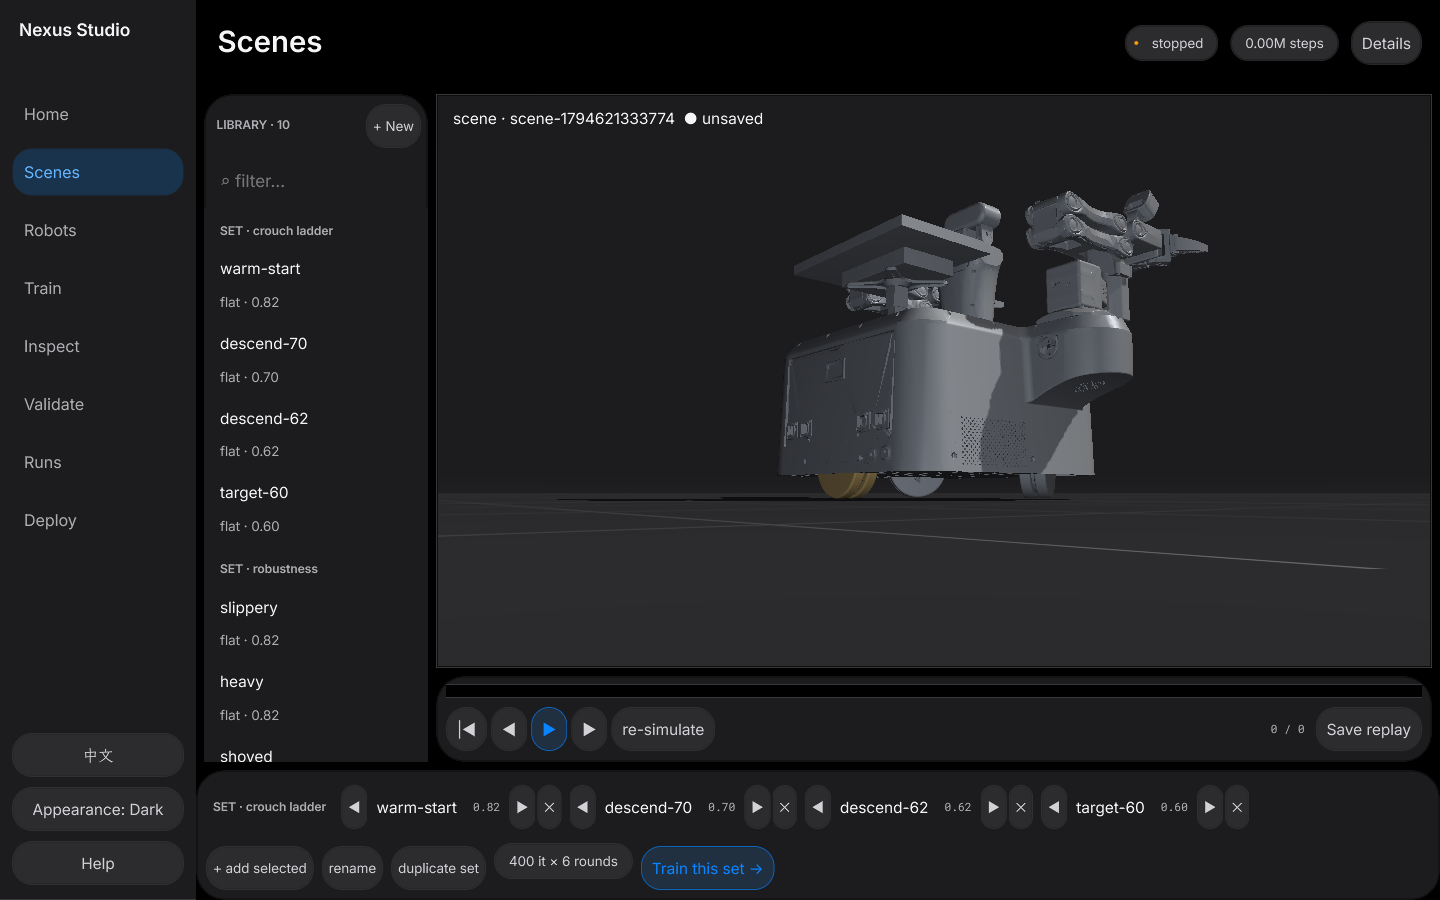 Nexus Studio
Scenes
stopped
0.00M steps
Details
Home
Scenes
Robots
Train
Inspect
Validate
Runs
Deploy
中文
Appearance: Dark
Help
LIBRARY · 10
+ New
filter...
SET · crouch ladder
warm-start
flat · 0.82
descend-70
flat · 0.70
descend-62
flat · 0.62
target-60
flat · 0.60
SET · robustness
slippery
flat · 0.82
heavy
flat · 0.82
shoved
scene · scene-1794621333774 ● unsaved
re-simulate
0 / 0
Save replay
SET · crouch ladder
warm-start 0.82
descend-70 0.70
descend-62 0.62
target-60 0.60
+ add selected
rename
duplicate set
400 it × 6 rounds
Train this set →